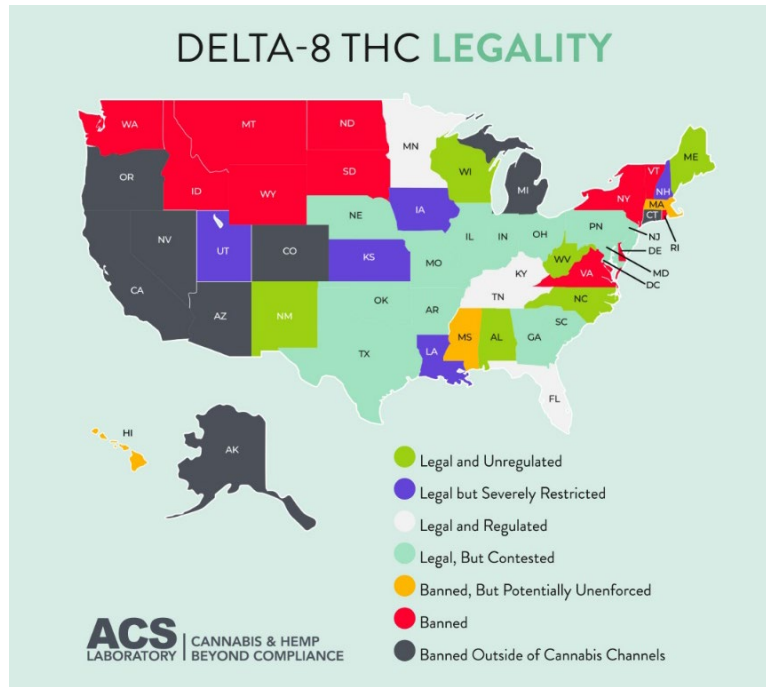 DELTA-8 THC LEGALITY
WA
MT
ND
MN
OR
ID
WY
SD
WI
MI
VT
NH
ME
NY
MA
CT
RI
NV
UT
CO
NE
IA
IL
IN
OH
PN
NJ
DE
MD
DC
CA
AZ
NM
KS
MO
KY
WV
VA
OK
AR
TN
NC
SC
TX
LA
MS
AL
GA
FL
HI
AK
Legal and Unregulated
Legal but Severely Restricted
Legal and Regulated
Legal, But Contested
Banned, But Potentially Unenforced
Banned
Banned Outside of Cannabis Channels
ACS
LABORATORY
CANNABIS & HEMP
BEYOND COMPLIANCE